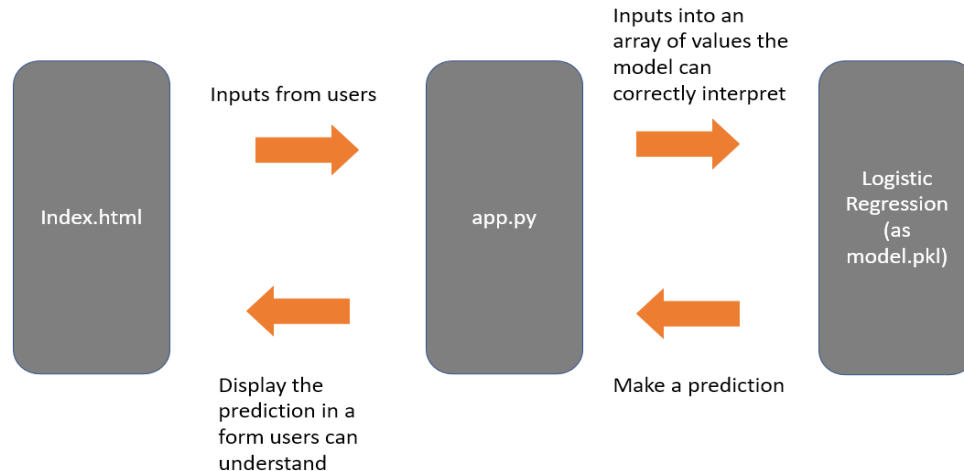 Inputs into an
array of values the
model can
correctly interpret
Inputs from users
Index.html
app.py
Logistic
Regression
(as
model.pkl)
Display the
prediction in a
form users can
understand
Make a prediction